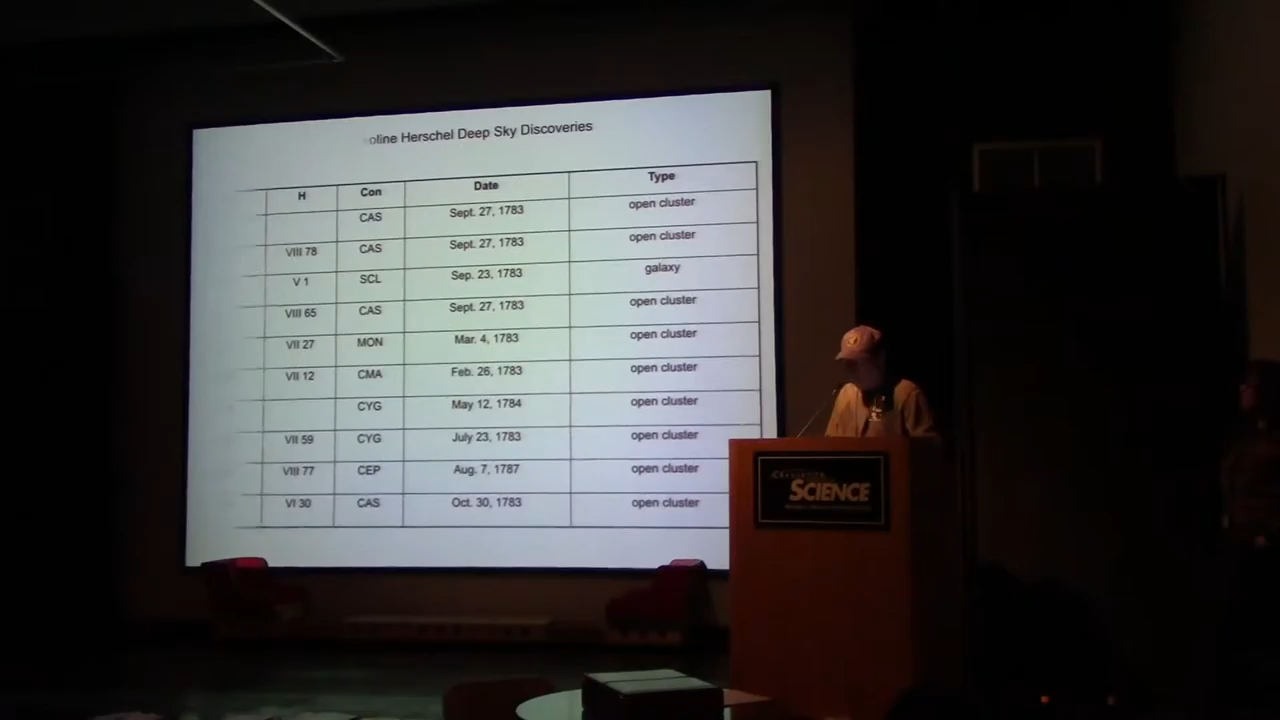 oline Herschel Deep Sky Discoveries
H Con Date Type
CAS Sept. 27, 1783 open cluster
VIII 78 CAS Sept. 27, 1783 open cluster
V 1 SCL Sep. 23, 1783 galaxy
VIII 65 CAS Sept. 27, 1783 open cluster
VII 27 MON Mar. 4, 1783 open cluster
VII 12 CMA Feb. 26, 1783 open cluster
CYG May 12, 1784 open cluster
VII 59 CYG July 23, 1783 open cluster
VIII 77 CEP Aug. 7, 1787 open cluster
VI 30 CAS Oct. 30, 1783 open cluster
SCIENCE